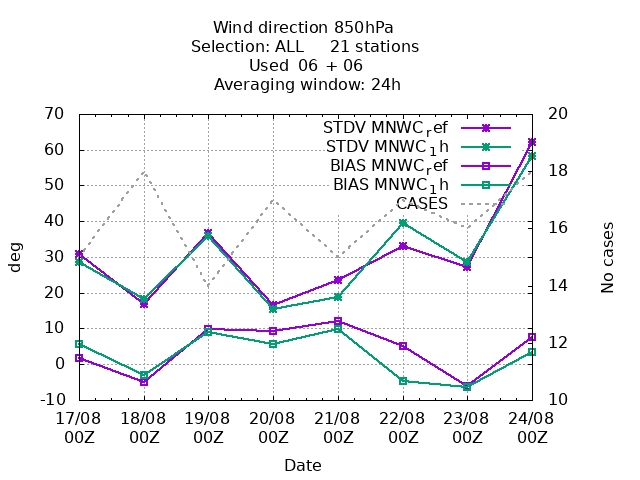 Wind direction 850hPa
Selection: ALL 21 stations
Used 06 + 06
Averaging window: 24h
STDV MNWC_ref
STDV MNWC_1h
BIAS MNWC_ref
BIAS MNWC_1h
CASES
70
60
50
40
30
20
10
0
-10
deg
20
18
16
14
12
10
No cases
17/08 18/08 19/08 20/08 21/08 22/08 23/08 24/08
00Z 00Z 00Z 00Z 00Z 00Z 00Z 00Z
Date